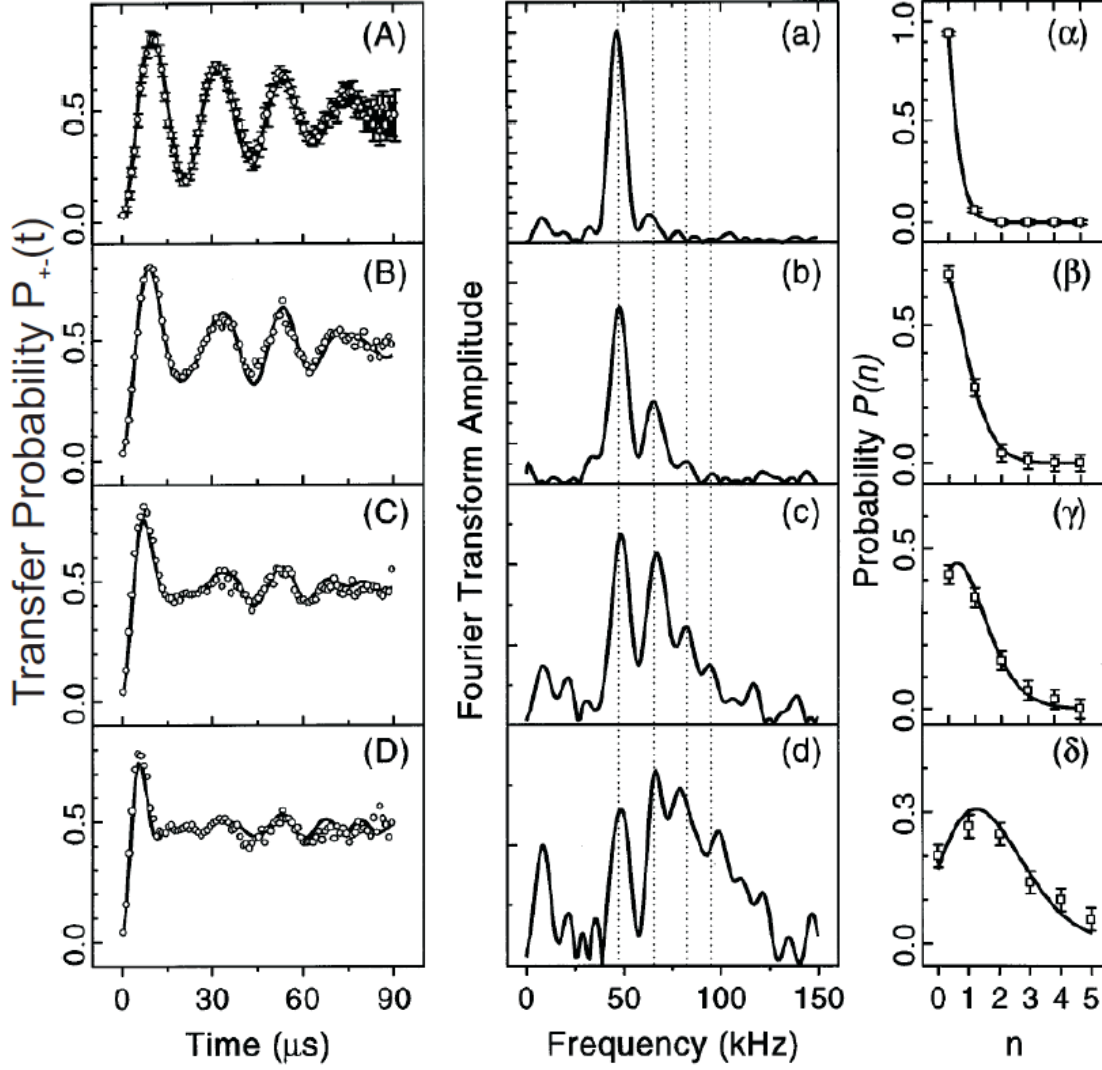 Transfer Probability P+-(t)
(A)
0.5
0.0
(B)
0.5
0.0
(C)
0.5
0.0
(D)
0.5
0.0
0 30 60 90
Time (μs)
Fourier Transform Amplitude
(a)
(b)
(c)
(d)
0 50 100 150
Frequency (kHz)
Probability P(n)
(α)
1.0
0.5
0.0
(β)
0.5
0.0
(γ)
0.5
0.0
(δ)
0.3
0.0
0 1 2 3 4 5
n